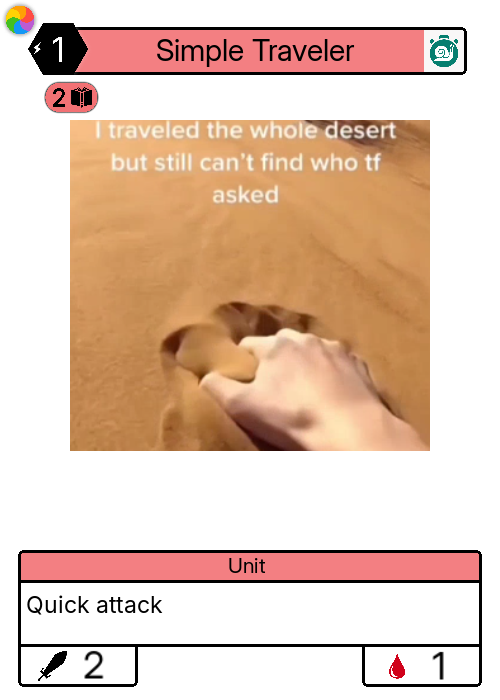 1
Simple Traveler
2
I traveled the whole desert
but still can't find who tf
asked
Unit
Quick attack
2
1